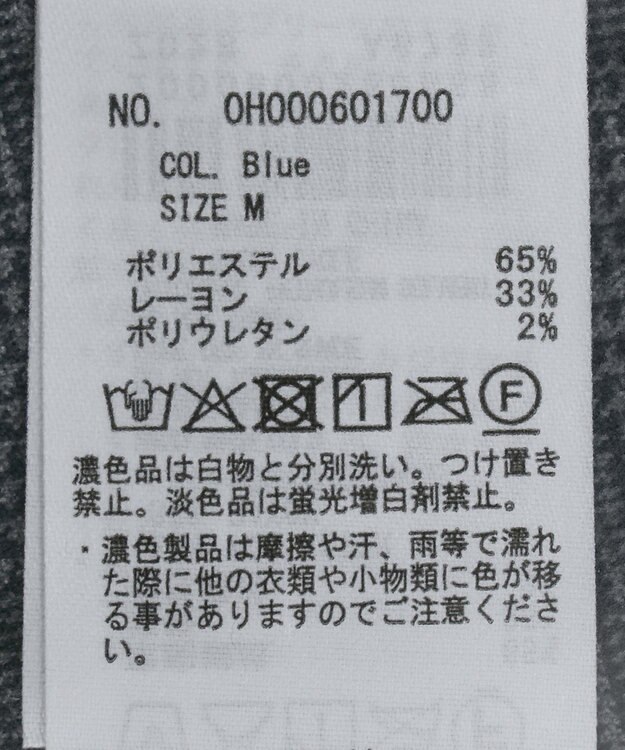 NO. 0H000601700
COL. Blue
SIZE M
ポリエステル 65%
レーヨン 33%
ポリウレタン 2%
F
濃色品は白物と分別洗い。つけ置き
禁止。淡色品は蛍光増白剤禁止。
・濃色製品は摩擦や汗、雨等で濡れ
た際に他の衣類や小物類に色が移
る事がありますのでご注意くださ
い。